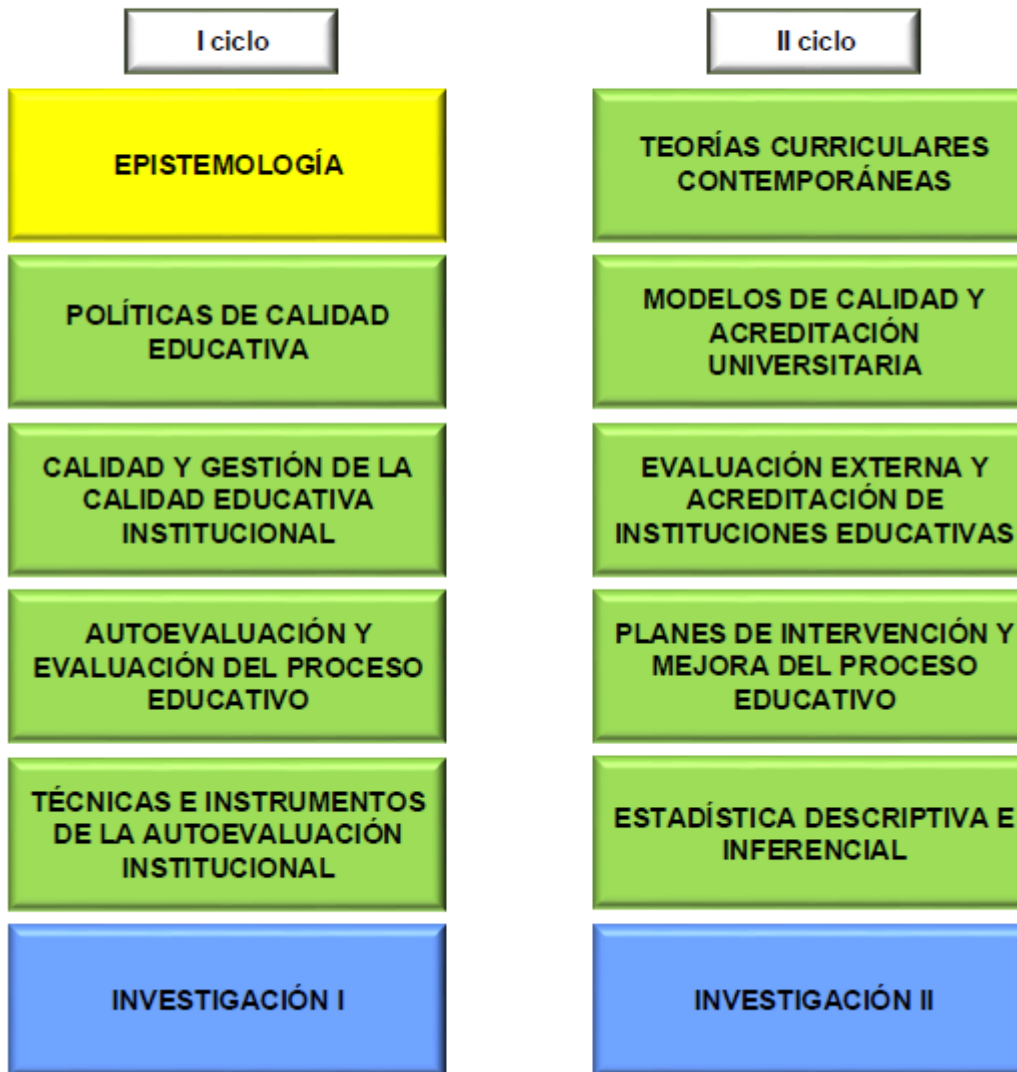 I ciclo
EPISTEMOLOGÍA
POLÍTICAS DE CALIDAD
EDUCATIVA
CALIDAD Y GESTIÓN DE LA
CALIDAD EDUCATIVA
INSTITUCIONAL
AUTOEVALUACIÓN Y
EVALUACIÓN DEL PROCESO
EDUCATIVO
TÉCNICAS E INSTRUMENTOS
DE LA AUTOEVALUACIÓN
INSTITUCIONAL
INVESTIGACIÓN I
II ciclo
TEORÍAS CURRICULARES
CONTEMPORÁNEAS
MODELOS DE CALIDAD Y
ACREDITACIÓN
UNIVERSITARIA
EVALUACIÓN EXTERNA Y
ACREDITACIÓN DE
INSTITUCIONES EDUCATIVAS
PLANES DE INTERVENCIÓN Y
MEJORA DEL PROCESO
EDUCATIVO
ESTADÍSTICA DESCRIPTIVA E
INFERENCIAL
INVESTIGACIÓN II